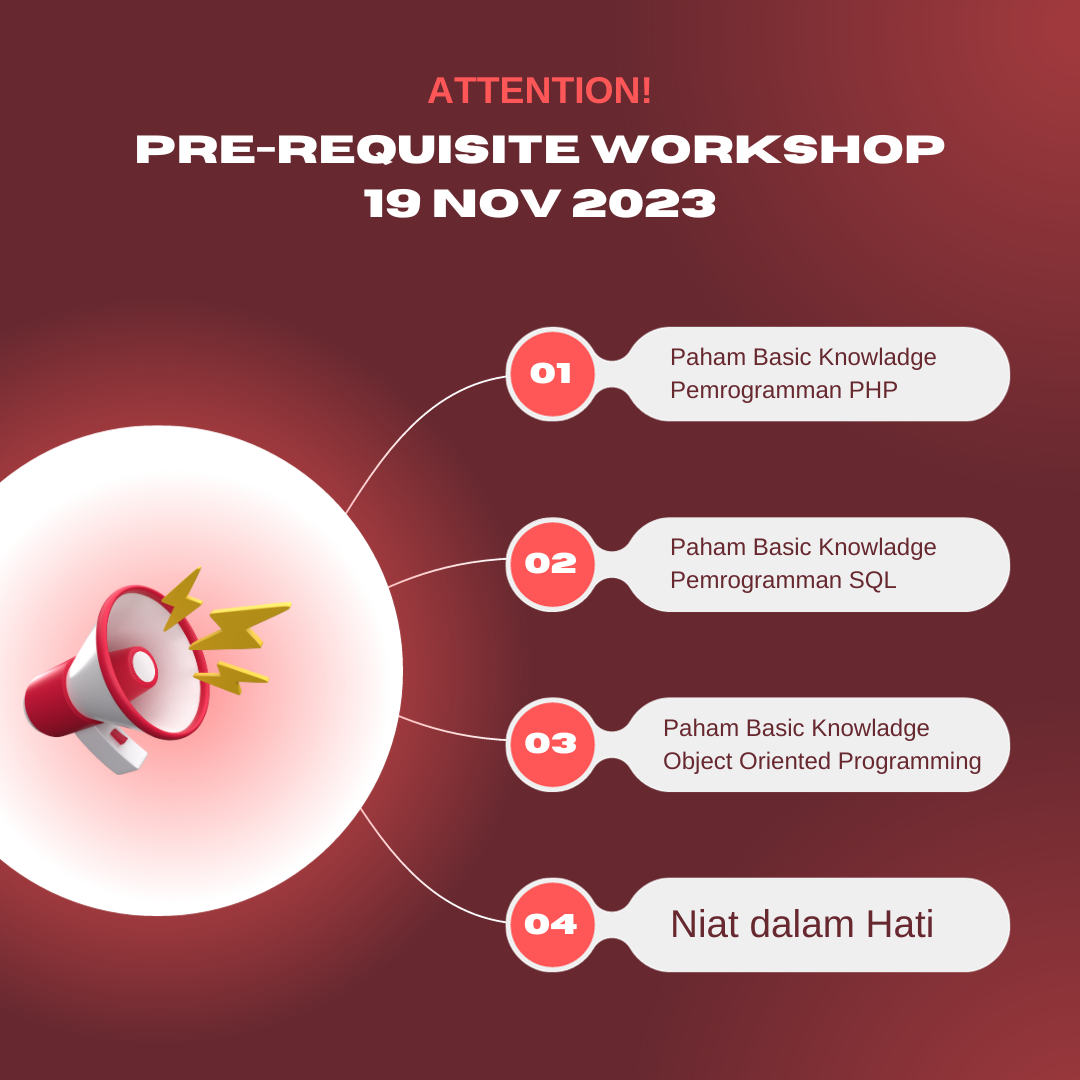 ATTENTION!
PRE-REQUISITE WORKSHOP
19 NOV 2023
01
Paham Basic Knowladge
Pemrogramman PHP
02
Paham Basic Knowladge
Pemrogramman SQL
03
Paham Basic Knowladge
Object Oriented Programming
04
Niat dalam Hati